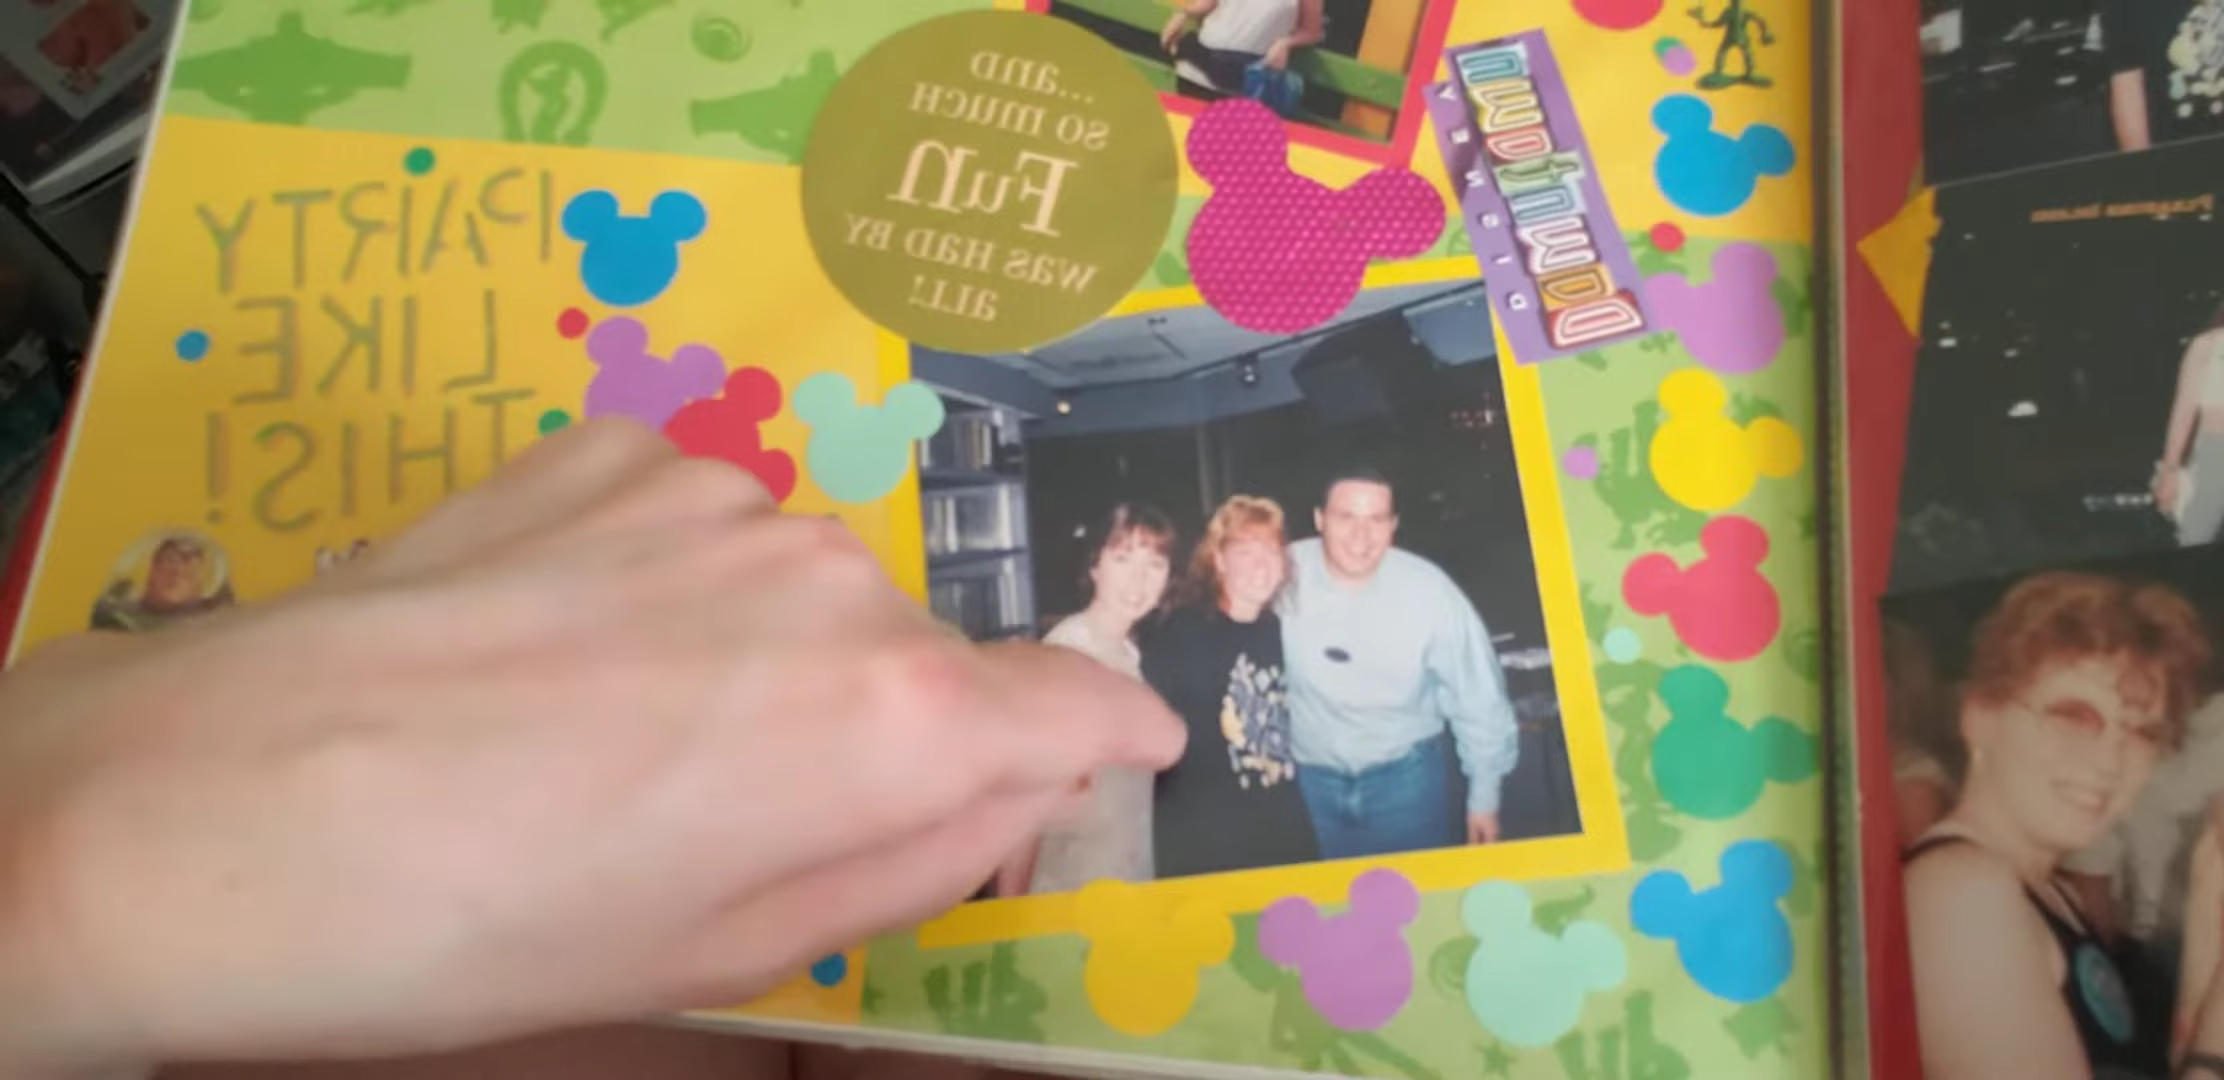 ...and
so much
Fun
was had by
all!
PARTY
LIKE
THIS!
Downtown
DISNEY